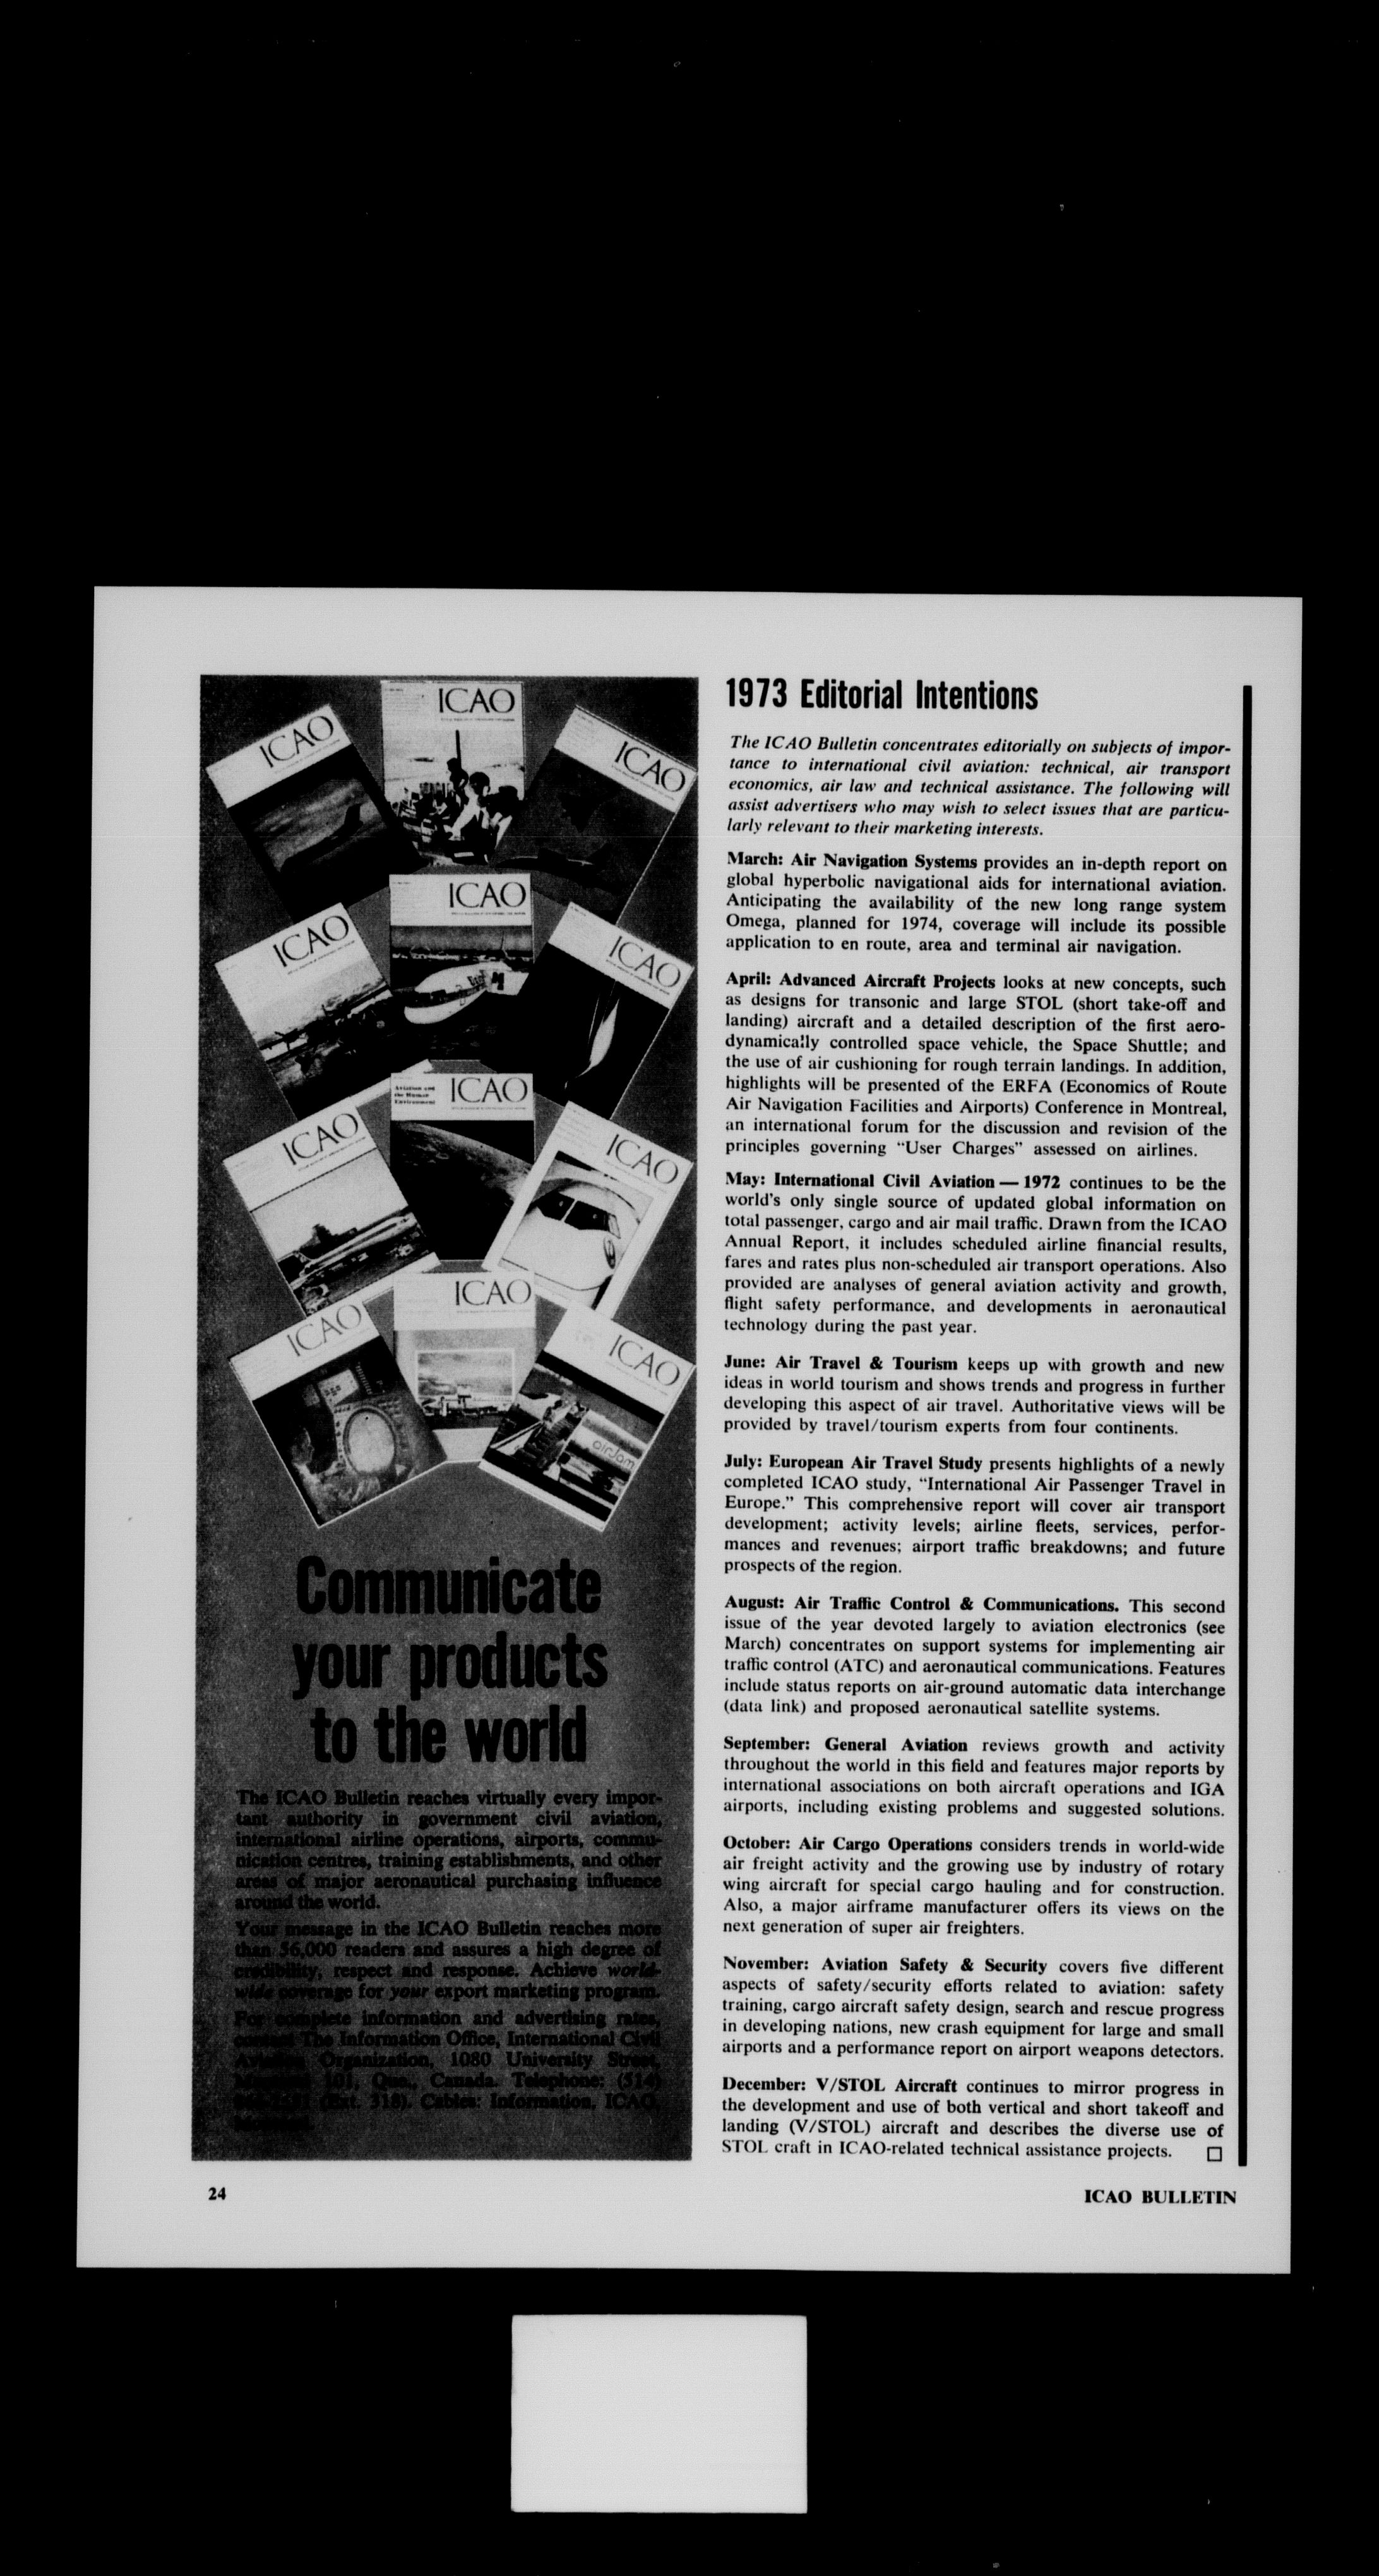 ICAO
ICAO
ICAO
ICAO
ICAO
ICAO
Aviation and
the Human
Environment
ICAO
ICAO
ICAO
ICAO
ICAO
ICAO
airJam
Communicate
your products
to the world
The ICAO Bulletin reaches virtually every impor-
tant authority in government civil aviation,
international airline operations, airports, commu-
nication centres, training establishments, and other
areas of major aeronautical purchasing influence
around the world.
Your message in the ICAO Bulletin reaches more
than 56,000 readers and assures a high degree of
credibility, respect and response. Achieve world-
wide coverage for your export marketing program.
For complete information and advertising rates,
contact The Information Office, International Civil
Aviation Organization, 1080 University Street,
Montreal 101, Que., Canada. Telephone: (514)
(Ext. 318). Cables: Information, ICAO,
1973 Editorial Intentions
The ICAO Bulletin concentrates editorially on subjects of impor-
tance to international civil aviation: technical, air transport
economics, air law and technical assistance. The following will
assist advertisers who may wish to select issues that are particu-
larly relevant to their marketing interests.
March: Air Navigation Systems provides an in-depth report on
global hyperbolic navigational aids for international aviation.
Anticipating the availability of the new long range system
Omega, planned for 1974, coverage will include its possible
application to en route, area and terminal air navigation.
April: Advanced Aircraft Projects looks at new concepts, such
as designs for transonic and large STOL (short take-off and
landing) aircraft and a detailed description of the first aero-
dynamically controlled space vehicle, the Space Shuttle; and
the use of air cushioning for rough terrain landings. In addition,
highlights will be presented of the ERFA (Economics of Route
Air Navigation Facilities and Airports) Conference in Montreal,
an international forum for the discussion and revision of the
principles governing “User Charges” assessed on airlines.
May: International Civil Aviation — 1972 continues to be the
world's only single source of updated global information on
total passenger, cargo and air mail traffic. Drawn from the ICAO
Annual Report, it includes scheduled airline financial results,
fares and rates plus non-scheduled air transport operations. Also
provided are analyses of general aviation activity and growth,
flight safety performance, and developments in aeronautical
technology during the past year.
June: Air Travel & Tourism keeps up with growth and new
ideas in world tourism and shows trends and progress in further
developing this aspect of air travel. Authoritative views will be
provided by travel/tourism experts from four continents.
July: European Air Travel Study presents highlights of a newly
completed ICAO study, “International Air Passenger Travel in
Europe.” This comprehensive report will cover air transport
development; activity levels; airline fleets, services, perfor-
mances and revenues; airport traffic breakdowns; and future
prospects of the region.
August: Air Traffic Control & Communications. This second
issue of the year devoted largely to aviation electronics (see
March) concentrates on support systems for implementing air
traffic control (ATC) and aeronautical communications. Features
include status reports on air-ground automatic data interchange
(data link) and proposed aeronautical satellite systems.
September: General Aviation reviews growth and activity
throughout the world in this field and features major reports by
international associations on both aircraft operations and IGA
airports, including existing problems and suggested solutions.
October: Air Cargo Operations considers trends in world-wide
air freight activity and the growing use by industry of rotary
wing aircraft for special cargo hauling and for construction.
Also, a major airframe manufacturer offers its views on the
next generation of super air freighters.
November: Aviation Safety & Security covers five different
aspects of safety/security efforts related to aviation: safety
training, cargo aircraft safety design, search and rescue progress
in developing nations, new crash equipment for large and small
airports and a performance report on airport weapons detectors.
December: V/STOL Aircraft continues to mirror progress in
the development and use of both vertical and short takeoff and
landing (V/STOL) aircraft and describes the diverse use of
STOL craft in ICAO-related technical assistance projects.
24
ICAO BULLETIN